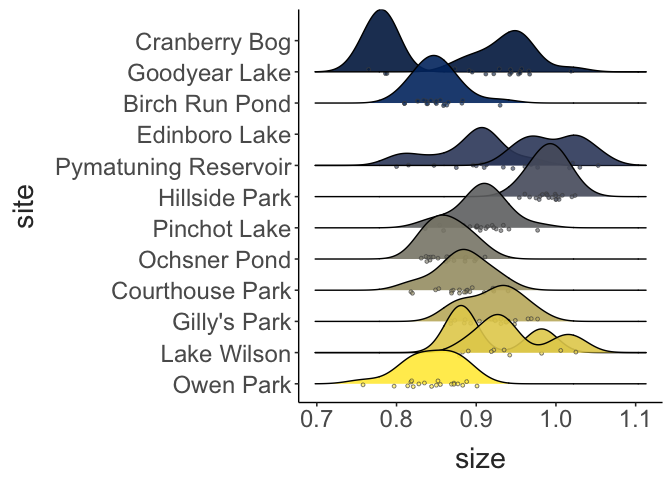 Cranberry Bog
Goodyear Lake
Birch Run Pond
Edinboro Lake
Pymatuning Reservoir
Hillside Park
Pinchot Lake
Ochsner Pond
Courthouse Park
Gilly's Park
Lake Wilson
Owen Park
site
0.7 0.8 0.9 1.0 1.1
size